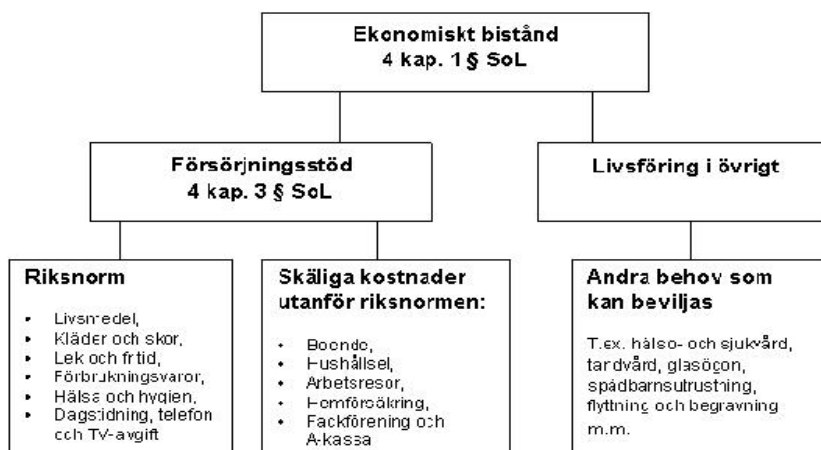 Ekonomiskt bistånd
4 kap. 1 § SoL
Försörjningsstöd
4 kap. 3 § SoL
Livsföring i övrigt
Riksnorm
• Livsmedel,
• Kläder och skor,
• Lek och fritid,
• Förbrukningsvaror,
• Hälsa och hygien,
• Dagstidning, telefon
och TV-avgift
Skäliga kostnader
utanför riksnormen:
• Boende,
• Hushållsel,
• Arbetsresor,
• Hemförsäkring,
• Fackförening och
A-kassa
Andra behov som
kan beviljas
T.ex. hälso- och sjukvård,
tandvård, glasögon,
spädbarnsutrustning,
flyttning och begravning
m.m.